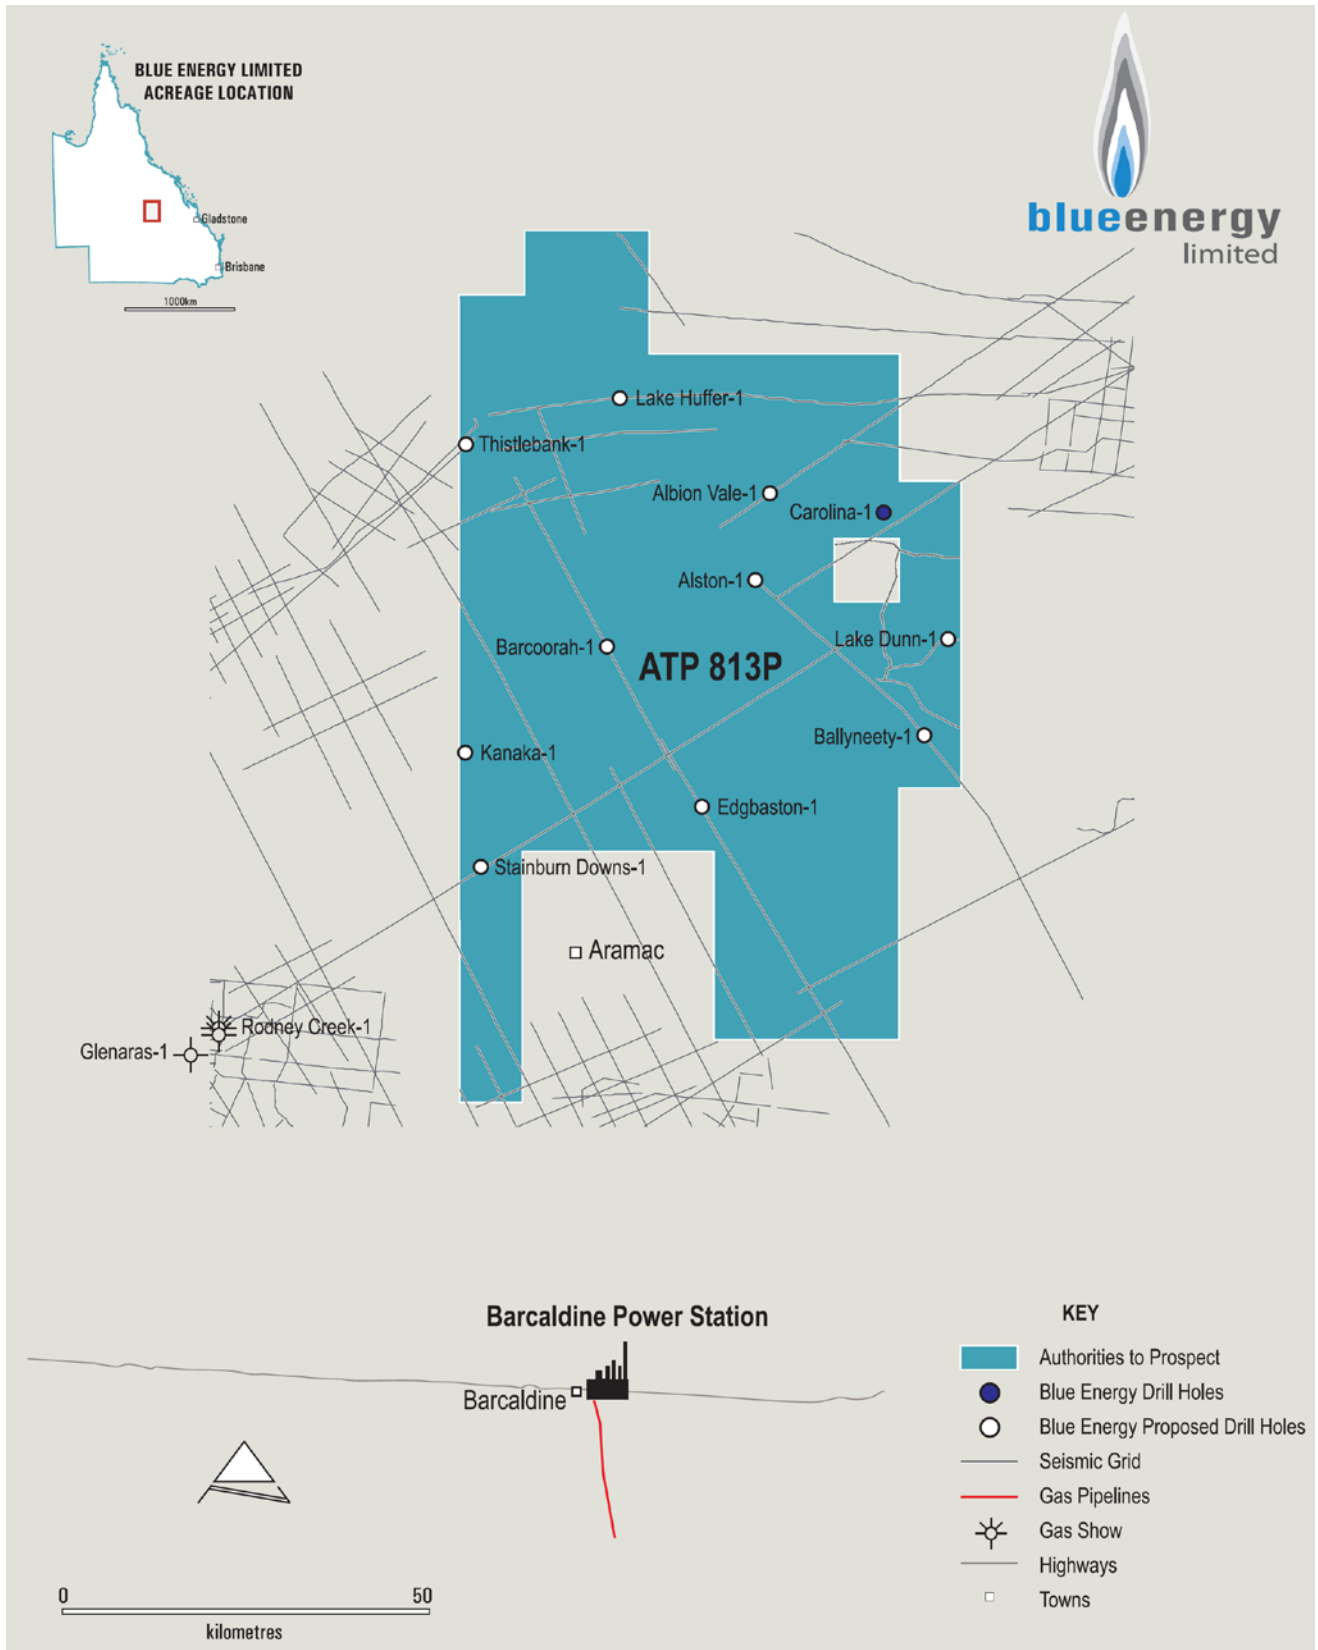 BLUE ENERGY LIMITED
ACREAGE LOCATION
Gladstone
Brisbane
1000km
blueenergy
limited
Lake Huffer-1
Thistlebank-1
Albion Vale-1
Carolina-1
Alston-1
Lake Dunn-1
Barcoorah-1
ATP 813P
Ballyneety-1
Kanaka-1
Edgbaston-1
Stainburn Downs-1
Aramac
Rodney Creek-1
Glenaras-1
Barcaldine Power Station
Barcaldine
KEY
Authorities to Prospect
Blue Energy Drill Holes
Blue Energy Proposed Drill Holes
Seismic Grid
Gas Pipelines
Gas Show
Highways
Towns
0 50
kilometres